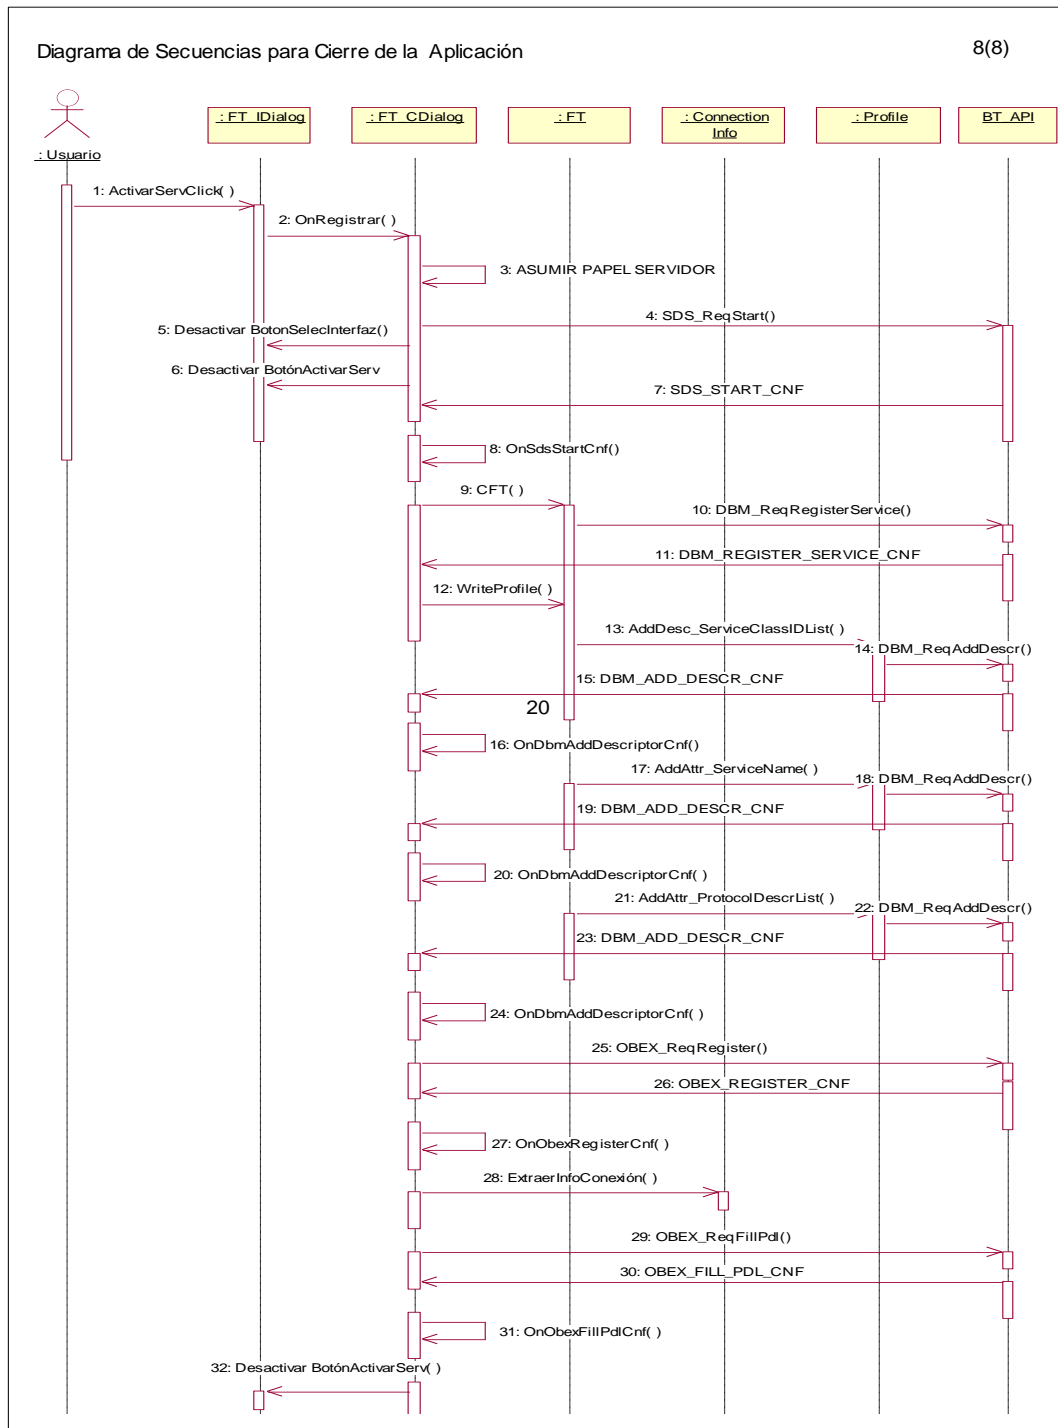 Diagrama de Secuencias para Cierre de la Aplicación
8(8)
: Usuario
: FT_IDialog
: FT_CDialog
: FT
: Connection
Info
: Profile
BT_API
1: ActivarServClick( )
2: OnRegistrar( )
3: ASUMIR PAPEL SERVIDOR
4: SDS_ReqStart()
5: Desactivar BotonSelecInterfaz()
6: Desactivar BotónActivarServ
7: SDS_START_CNF
8: OnSdsStartCnf()
9: CFT( )
10: DBM_ReqRegisterService()
11: DBM_REGISTER_SERVICE_CNF
12: WriteProfile( )
13: AddDesc_ServiceClassIDList( )
14: DBM_ReqAddDescr()
15: DBM_ADD_DESCR_CNF
20
16: OnDbmAddDescriptorCnf()
17: AddAttr_ServiceName( )
18: DBM_ReqAddDescr()
19: DBM_ADD_DESCR_CNF
20: OnDbmAddDescriptorCnf( )
21: AddAttr_ProtocolDescrList( )
22: DBM_ReqAddDescr()
23: DBM_ADD_DESCR_CNF
24: OnDbmAddDescriptorCnf( )
25: OBEX_ReqRegister()
26: OBEX_REGISTER_CNF
27: OnObexRegisterCnf( )
28: ExtraerInfoConexión( )
29: OBEX_ReqFillPdl()
30: OBEX_FILL_PDL_CNF
31: OnObexFillPdlCnf( )
32: Desactivar BotónActivarServ( )